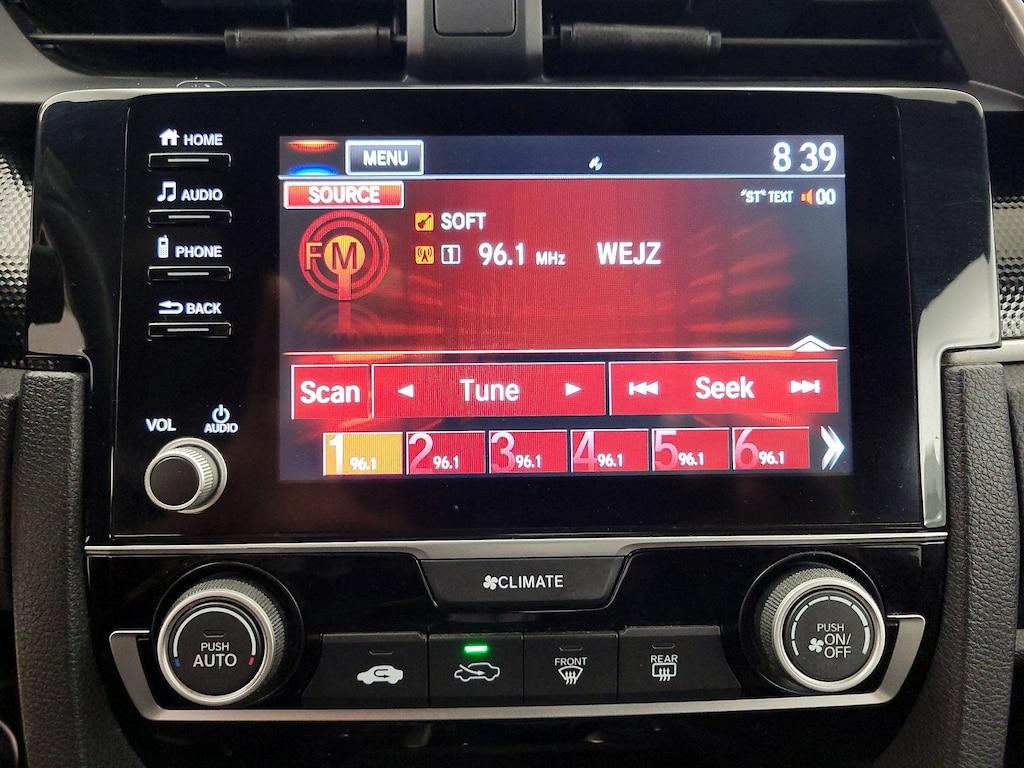 HOME
AUDIO
PHONE
BACK
VOL
AUDIO
MENU
8 39
SOURCE
"ST" TEXT 00
FM
SOFT
1 96.1 MHz WEJZ
Scan Tune Seek
1 96.1 2 96.1 3 96.1 4 96.1 5 96.1 6 96.1
CLIMATE
PUSH
AUTO
FRONT
REAR
PUSH
ON/
OFF